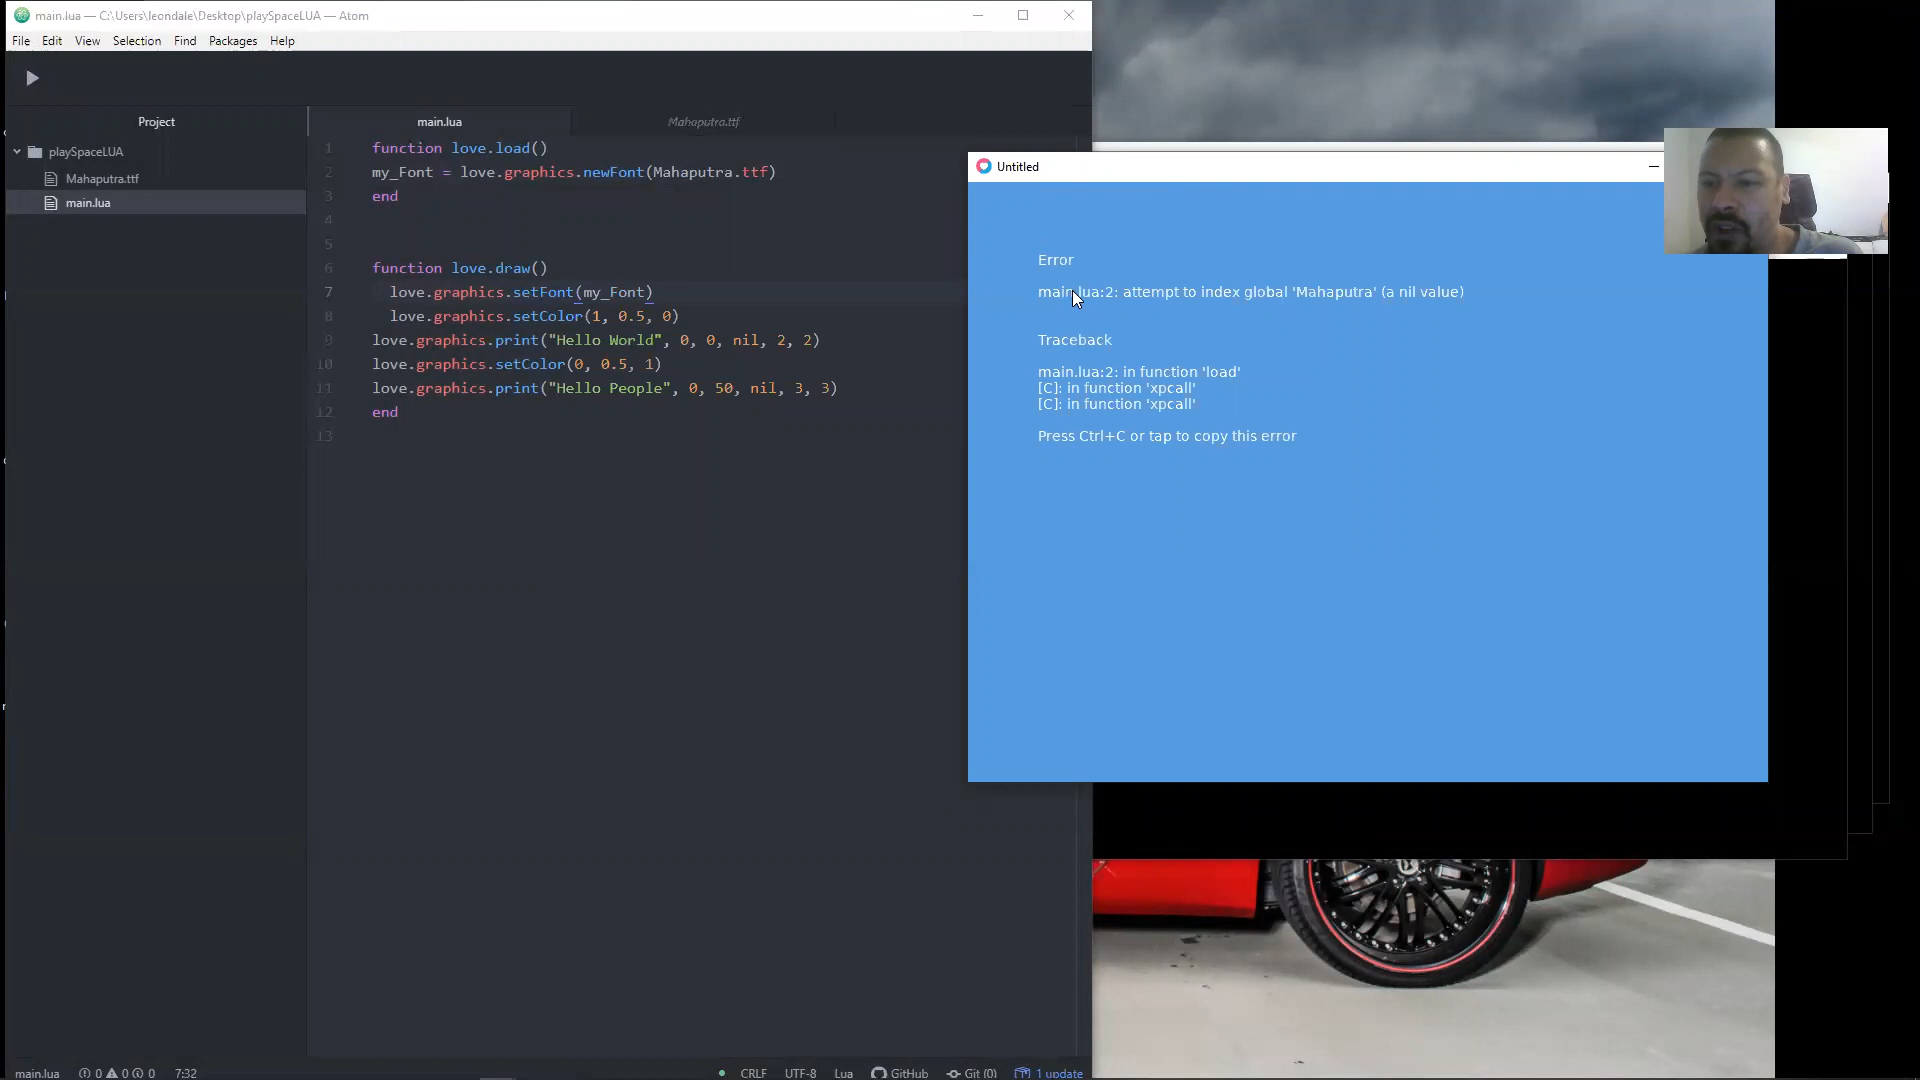 main.lua — C:\Users\leondale\Desktop\playSpaceLUA — Atom
File Edit View Selection Find Packages Help
Project
main.lua
Mahaputra.ttf
playSpaceLUA
Mahaputra.ttf
main.lua
1 function love.load()
2 my_Font = love.graphics.newFont(Mahaputra.ttf)
3 end
4
5
6 function love.draw()
7 love.graphics.setFont(my_Font)
8 love.graphics.setColor(1, 0.5, 0)
9 love.graphics.print("Hello World", 0, 0, nil, 2, 2)
10 love.graphics.setColor(0, 0.5, 1)
11 love.graphics.print("Hello People", 0, 50, nil, 3, 3)
12 end
13
Untitled
Error
main.lua:2: attempt to index global 'Mahaputra' (a nil value)
Traceback
main.lua:2: in function 'load'
[C]: in function 'xpcall'
[C]: in function 'xpcall'
Press Ctrl+C or tap to copy this error
main.lua 0 0 0 7:32 CRLF UTF-8 Lua GitHub Git (0) 1 update